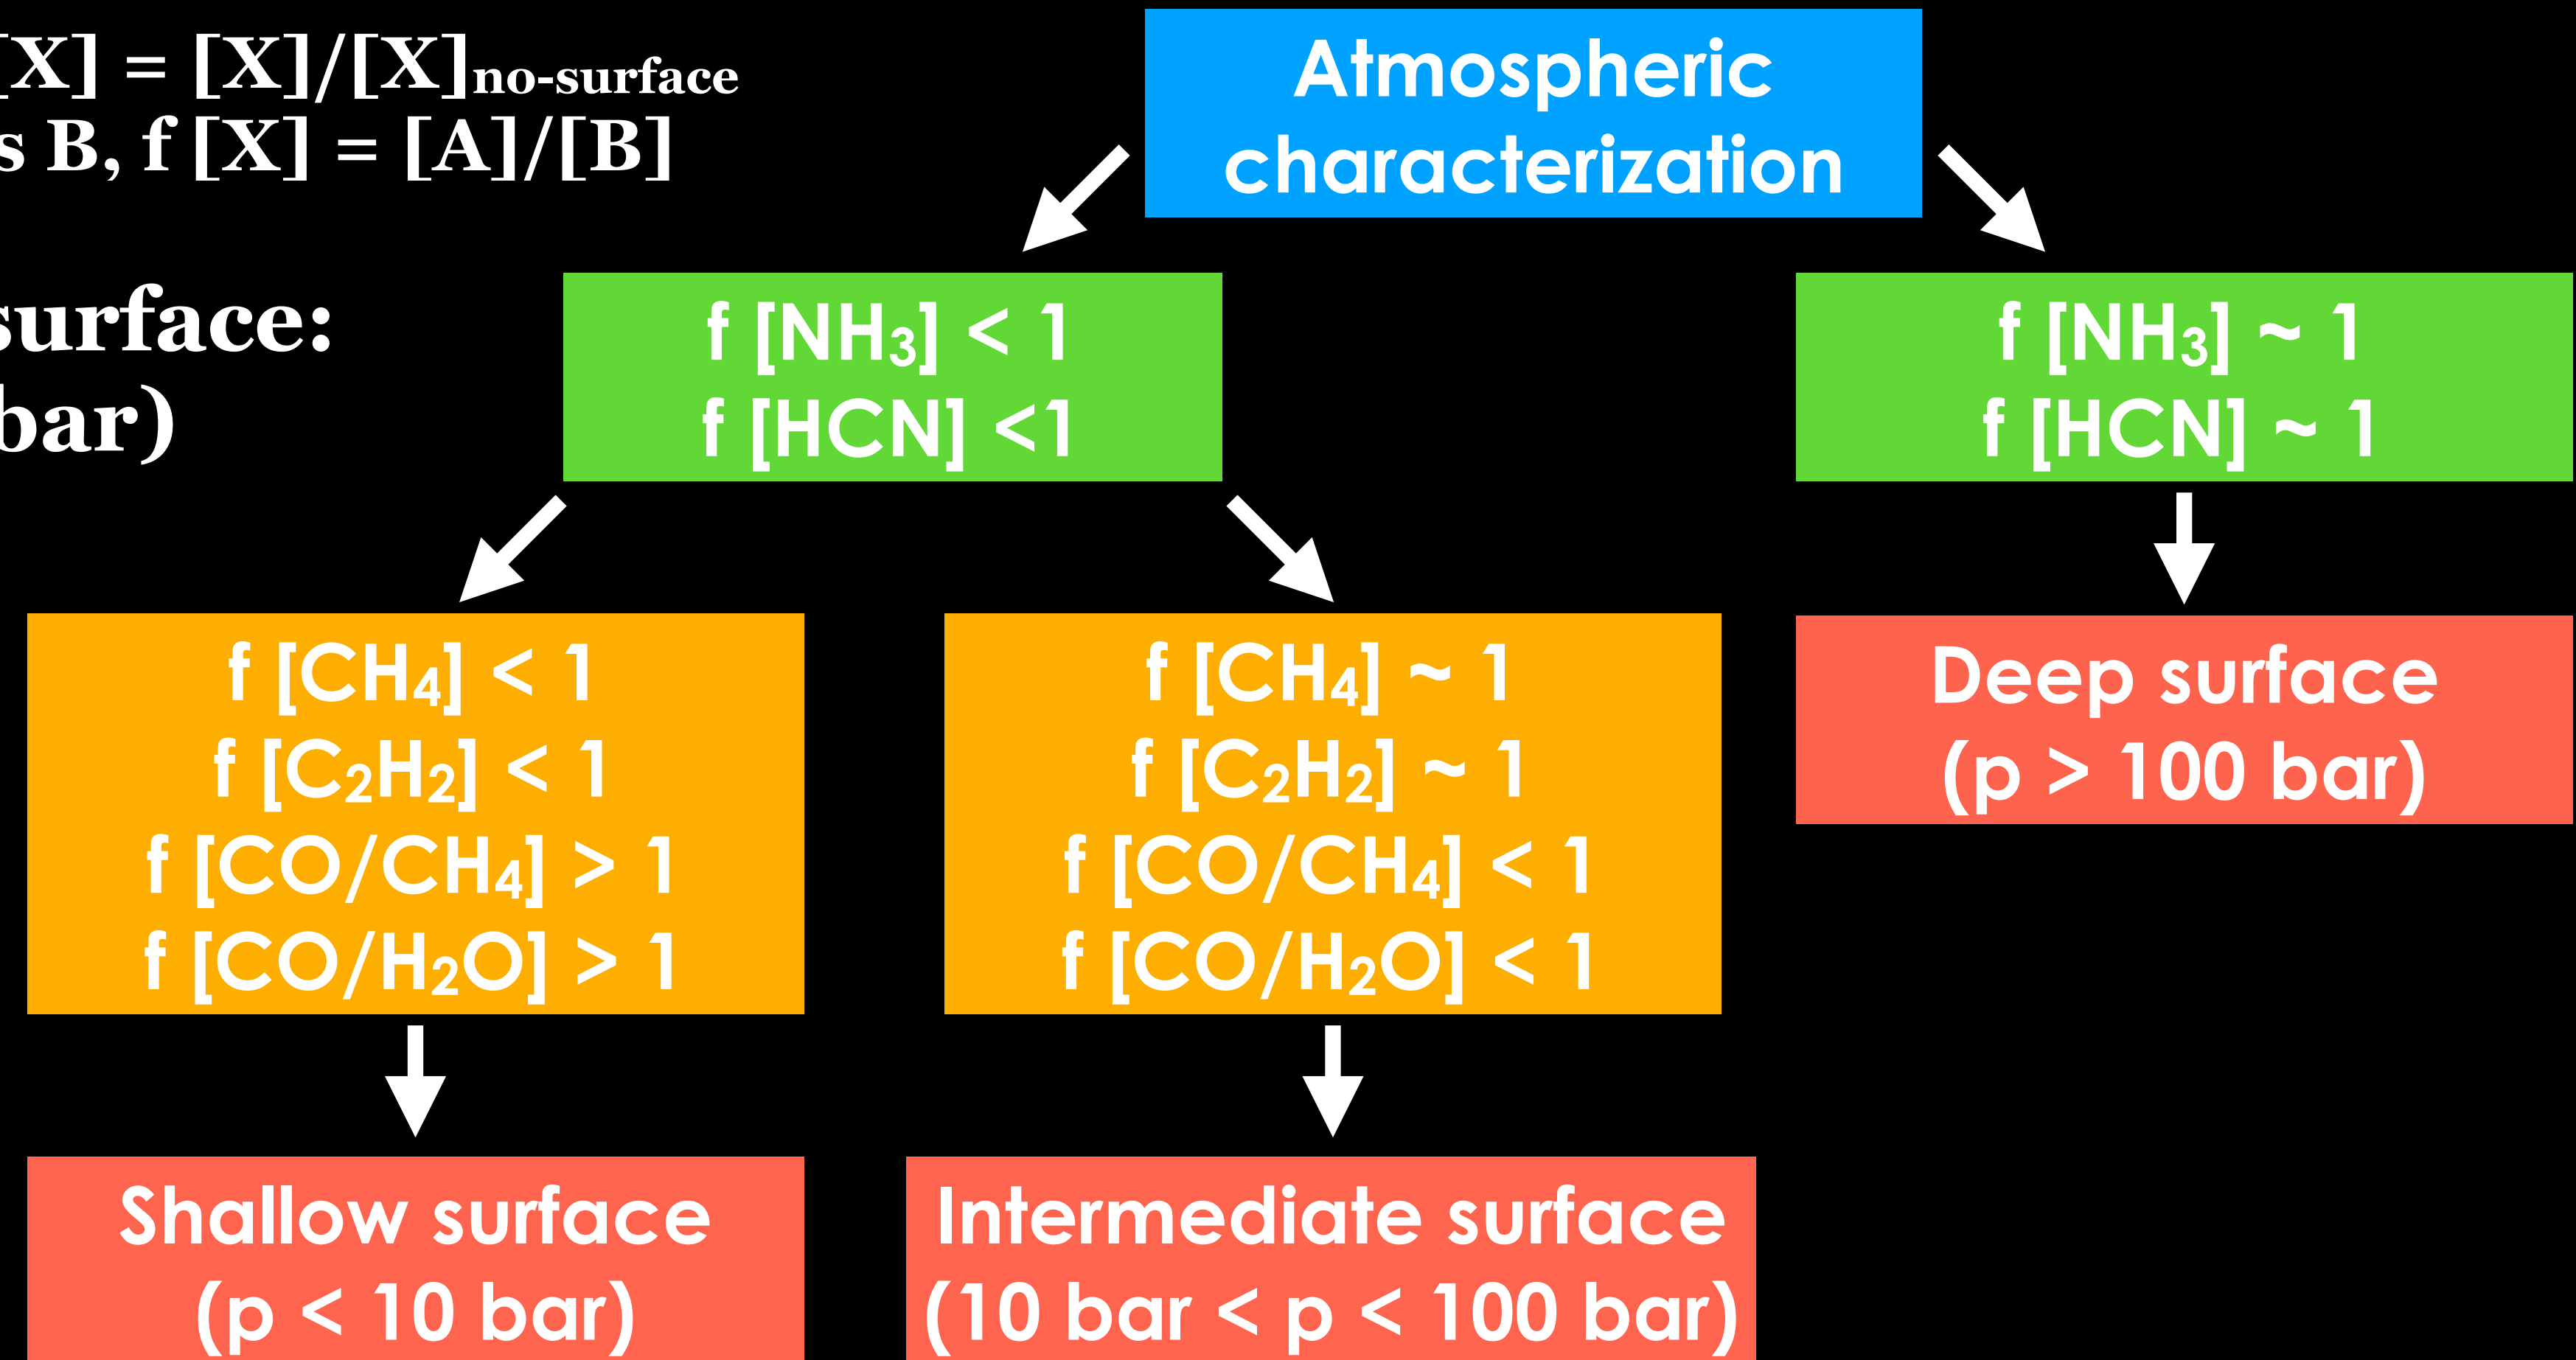 [X] = [X]/[X]no-surface
s B, f [X] = [A]/[B]
surface:
bar)
Atmospheric
characterization
f [NH₃] < 1
f [HCN] <1
f [NH₃] ~ 1
f [HCN] ~ 1
f [CH₄] < 1
f [C₂H₂] < 1
f [CO/CH₄] > 1
f [CO/H₂O] > 1
f [CH₄] ~ 1
f [C₂H₂] ~ 1
f [CO/CH₄] < 1
f [CO/H₂O] < 1
Deep surface
(p > 100 bar)
Shallow surface
(p < 10 bar)
Intermediate surface
(10 bar < p < 100 bar)